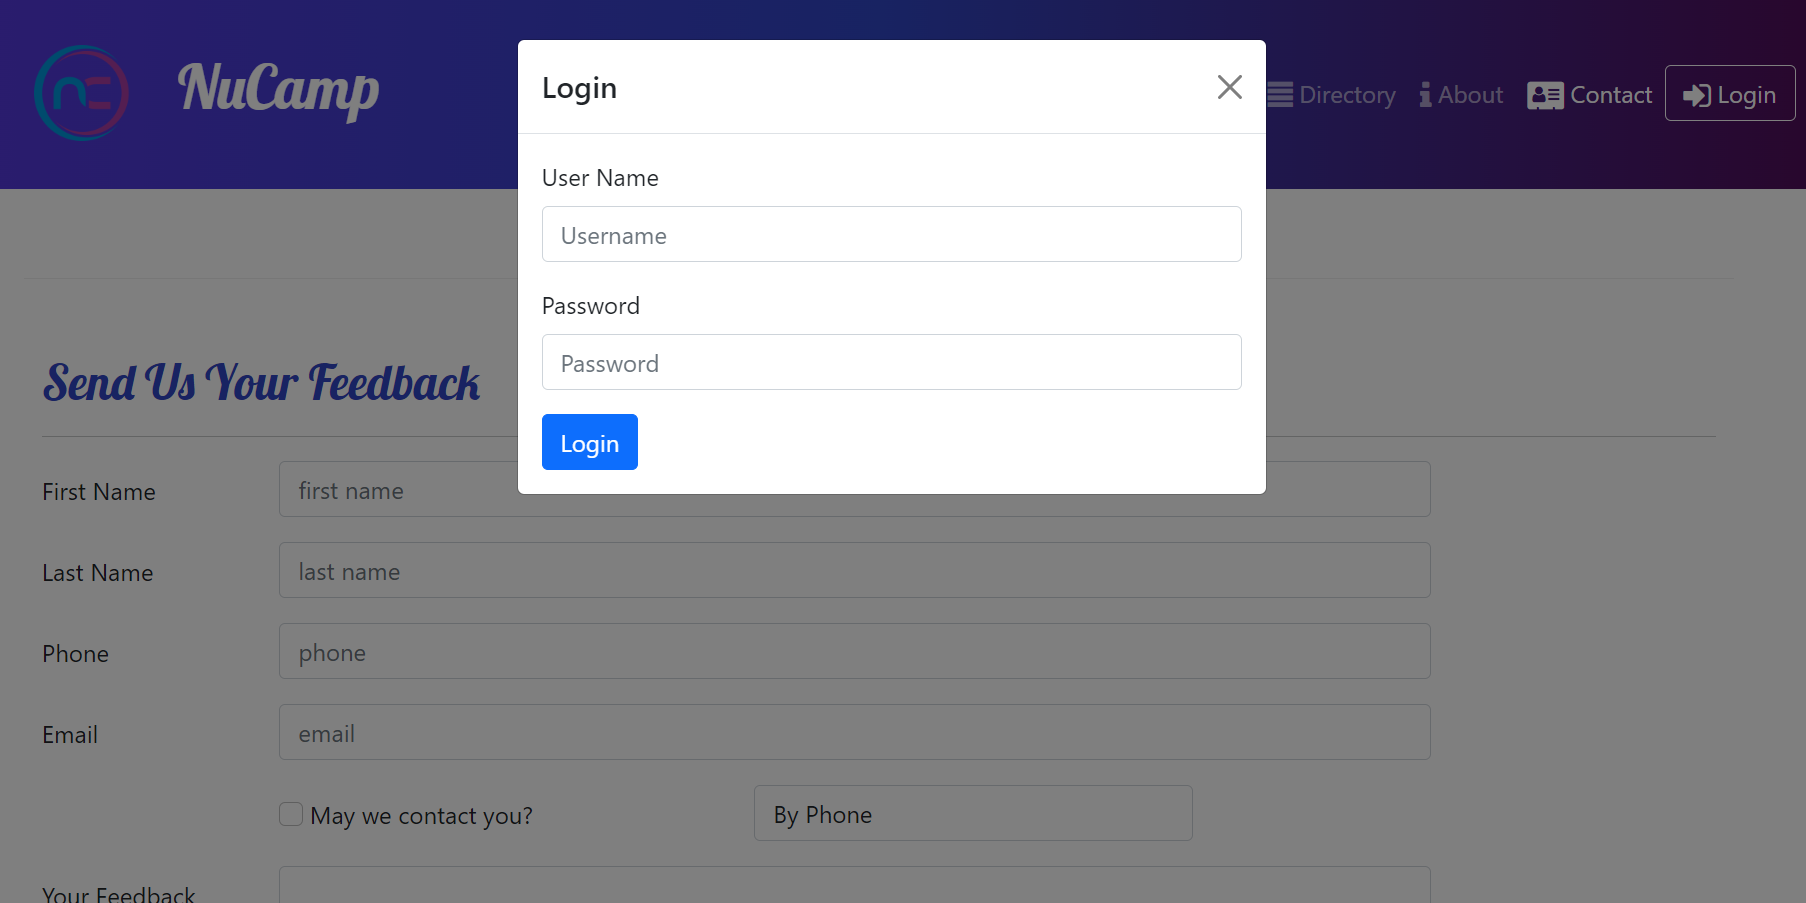 NC
NuCamp
Directory
About
Contact
Login
Login
User Name
Username
Password
Password
Login
Send Us Your Feedback
First Name
first name
Last Name
last name
Phone
phone
Email
email
May we contact you?
By Phone
Your Feedback